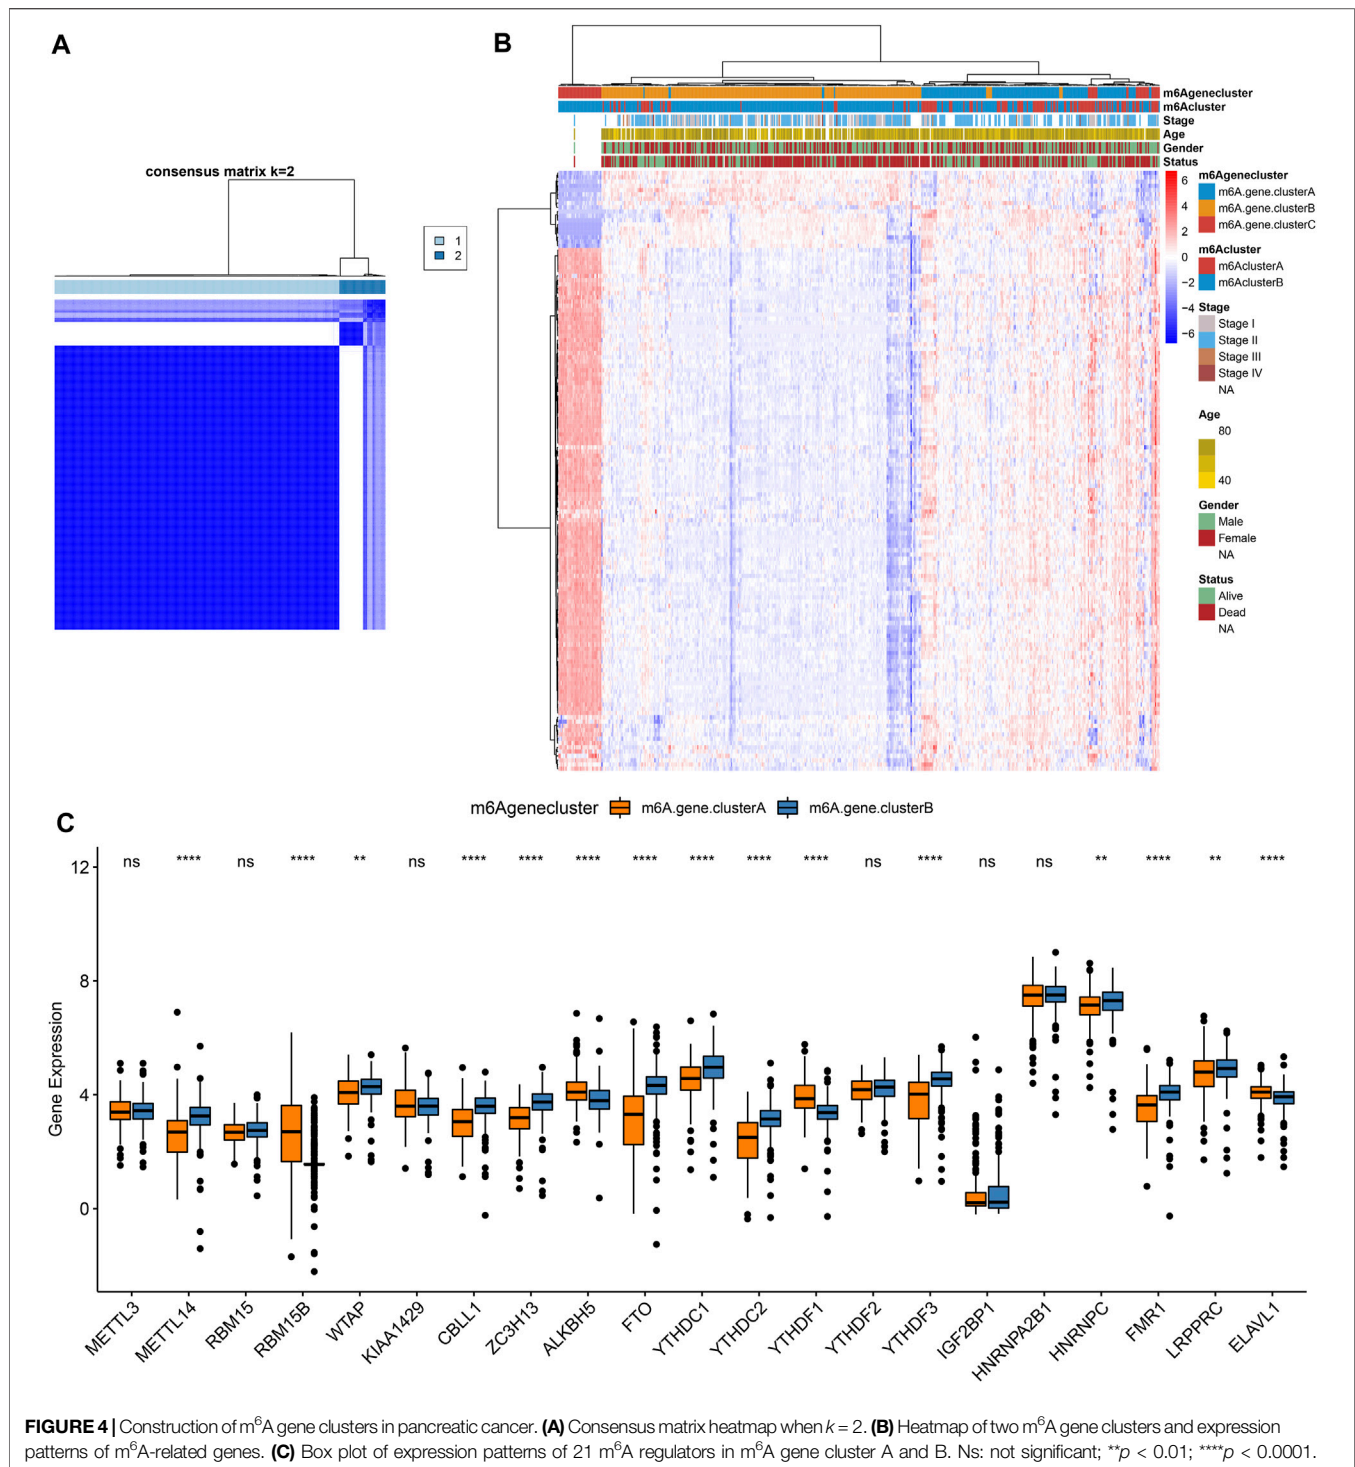 A
consensus matrix k=2
1
2
B
m6Agenecluster
m6Acluster
Stage
Age
Gender
Status
6
4
2
0
−2
−4
−6
m6Agenecluster
m6A.gene.clusterA
m6A.gene.clusterB
m6A.gene.clusterC
m6Acluster
m6AclusterA
m6AclusterB
Stage
Stage I
Stage II
Stage III
Stage IV
NA
Age
80
40
Gender
Male
Female
NA
Status
Alive
Dead
NA
C
m6Agenecluster m6A.gene.clusterA m6A.gene.clusterB
ns **** ns **** ** ns **** **** **** **** **** **** **** ns **** ns ns ** **** ** ****
Gene Expression
12
8
4
0
METTL3 METTL14 RBM15 RBM15B WTAP KIAA1429 CBLL1 ZC3H13 ALKBH5 FTO YTHDC1 YTHDC2 YTHDF1 YTHDF2 YTHDF3 IGF2BP1 HNRNPA2B1 HNRNPC FMR1 LRPPRC ELAVL1
FIGURE 4 | Construction of m⁶A gene clusters in pancreatic cancer. (A) Consensus matrix heatmap when k = 2. (B) Heatmap of two m⁶A gene clusters and expression
patterns of m⁶A-related genes. (C) Box plot of expression patterns of 21 m⁶A regulators in m⁶A gene cluster A and B. Ns: not significant; **p < 0.01; ****p < 0.0001.